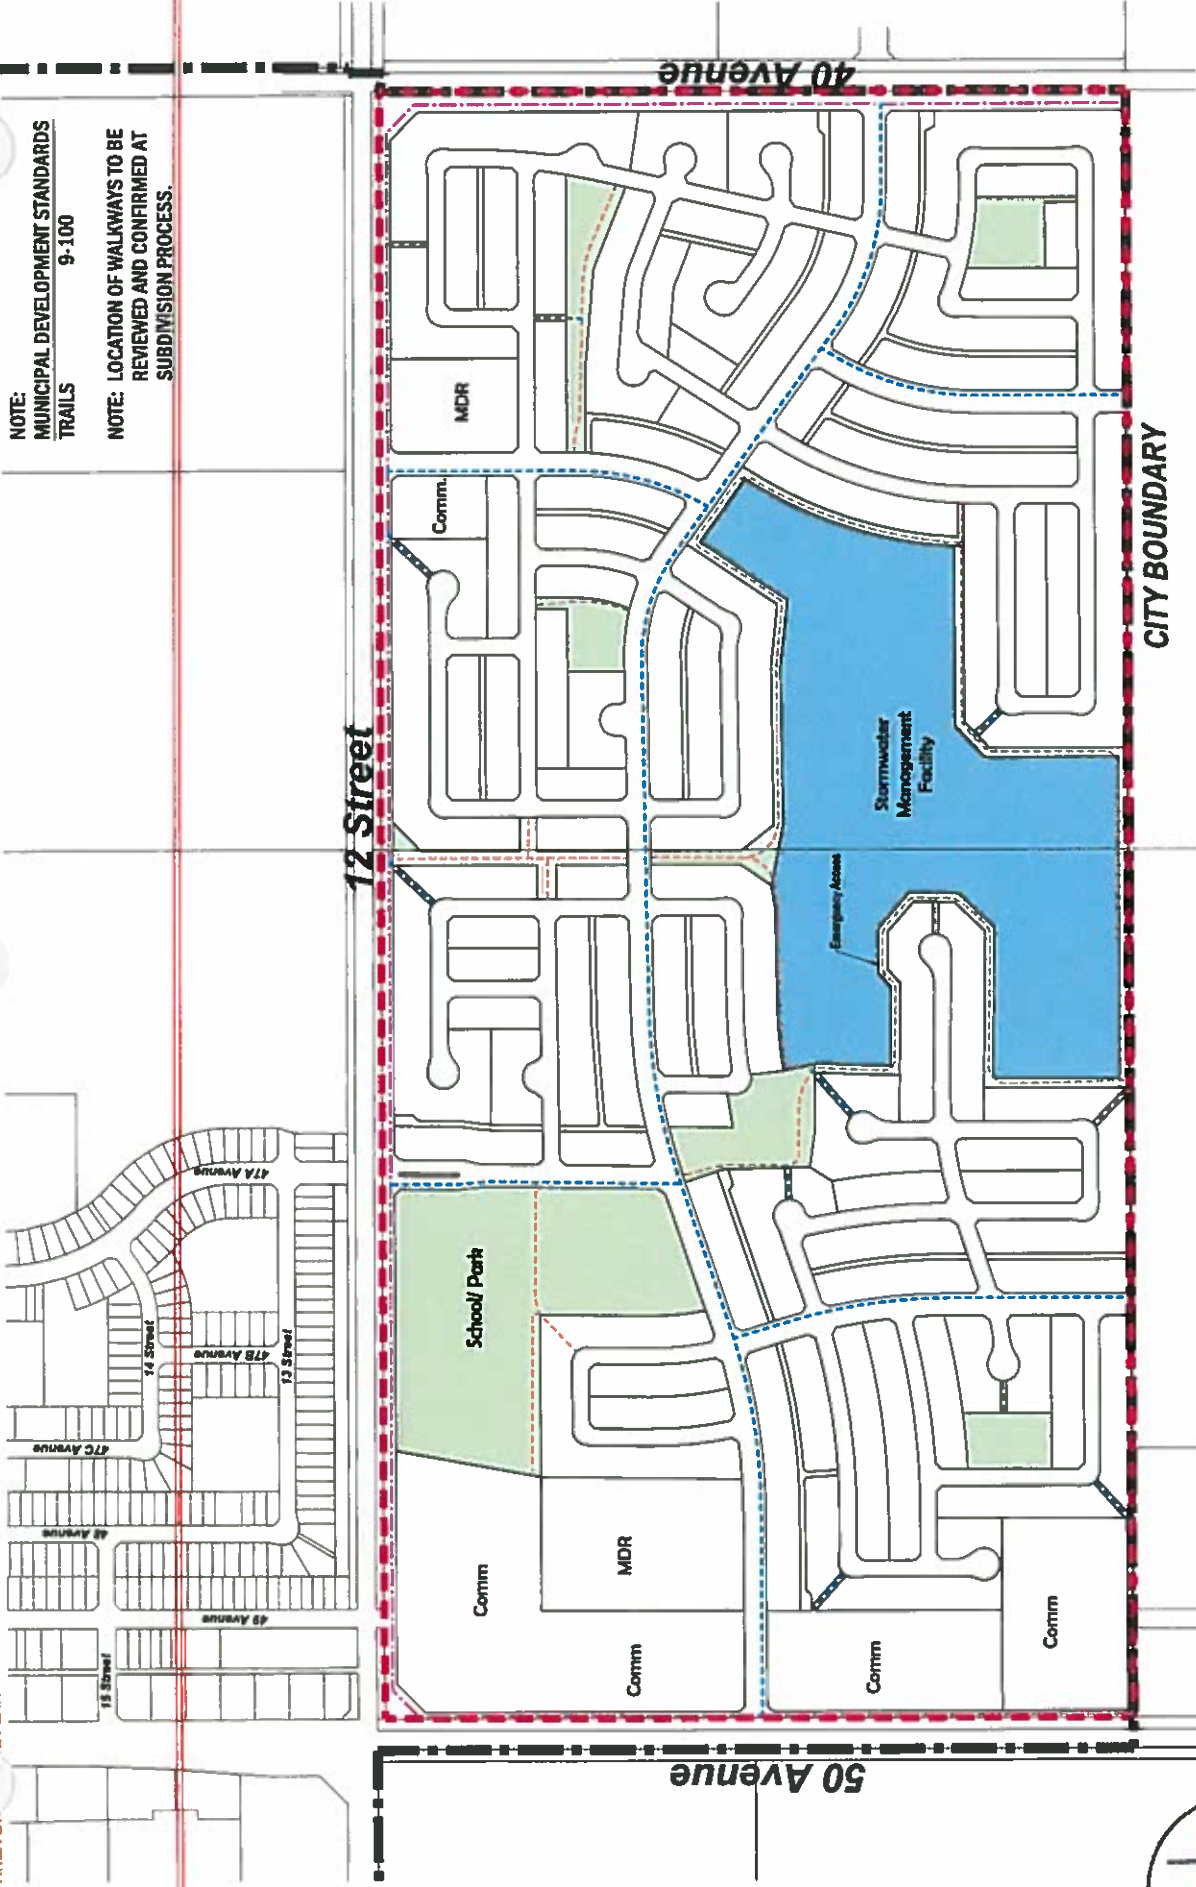 NOTE:
MUNICIPAL DEVELOPMENT STANDARDS
TRAILS 9-100
NOTE: LOCATION OF WALKWAYS TO BE
REVIEWED AND CONFIRMED AT
SUBDIVISION PROCESS.
40 Avenue
12 Street
CITY BOUNDARY
50 Avenue
MDR
Comm.
Stormwater
Management
Facility
Emergency Access
School/ Park
Comm
MDR
Comm
Comm
Comm
47A Avenue
14 Street
47B Avenue
13 Street
47C Avenue
48 Avenue
49 Avenue
15 Street